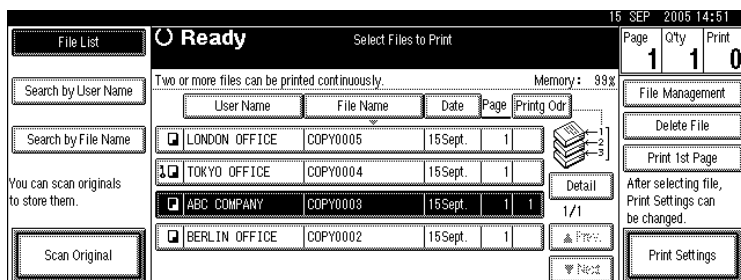 15 SEP 2005 14:51
File List
Ready
Select Files to Print
Page Q'ty Print
1 1 0
Search by User Name
Search by File Name
You can scan originals
to store them.
Scan Original
Two or more files can be printed continuously.
Memory: 99%
User Name File Name Date Page Printg Odr
LONDON OFFICE COPY0005 15Sept. 1
1 TOKYO OFFICE COPY0004 15Sept. 1
ABC COMPANY COPY0003 15Sept. 1 1
BERLIN OFFICE COPY0002 15Sept. 1
1
2
3
Detail
1/1
▲ Prev.
▼ Next
File Management
Delete File
Print 1st Page
After selecting file,
Print Settings can
be changed.
Print Settings